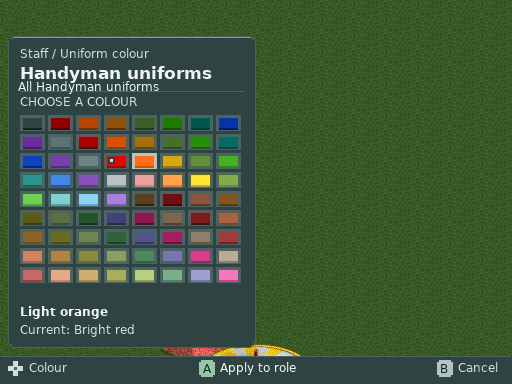 Staff / Uniform colour
Handyman uniforms
All Handyman uniforms
CHOOSE A COLOUR
Light orange
Current: Bright red
Colour
A Apply to role
B Cancel